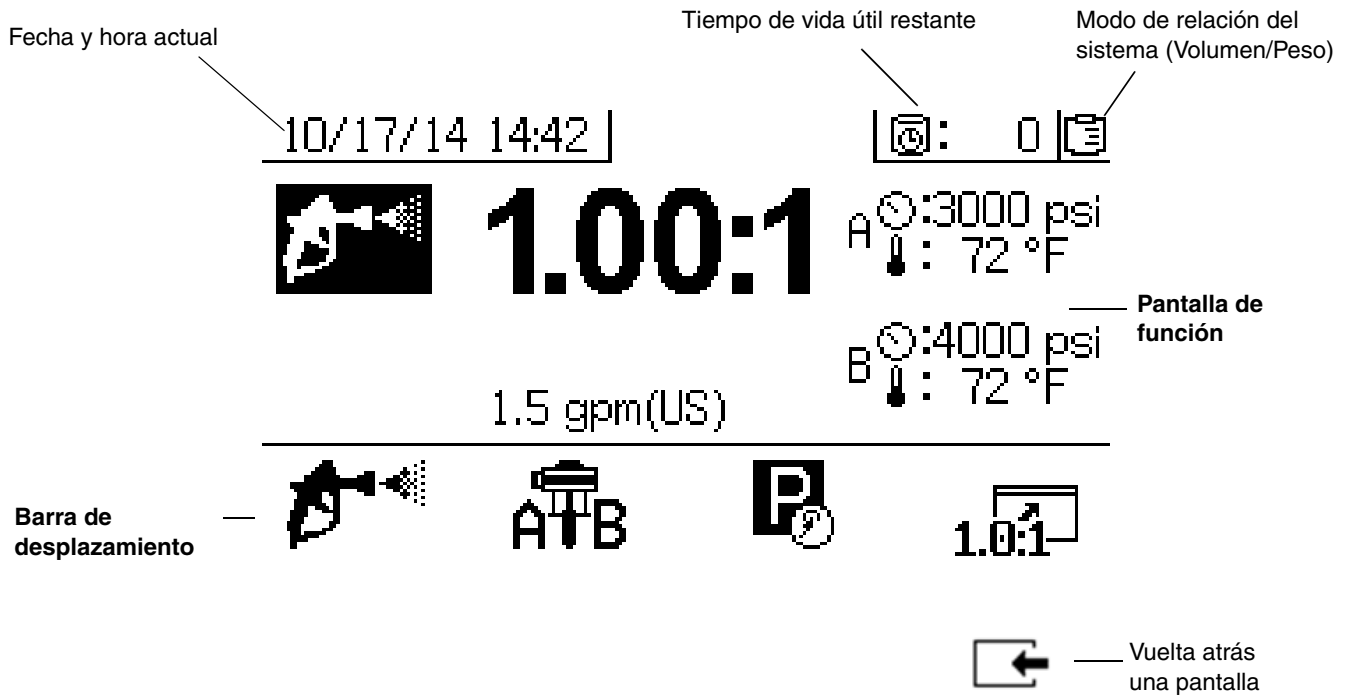 Fecha y hora actual
Tiempo de vida útil restante
Modo de relación del
sistema (Volumen/Peso)
10/17/14 14:42
: 0
1.00:1
A :3000 psi
: 72 °F
Pantalla de
función
B :4000 psi
: 72 °F
1.5 gpm(US)
Barra de
desplazamiento
A B
P
1.0:1
Vuelta atrás
una pantalla